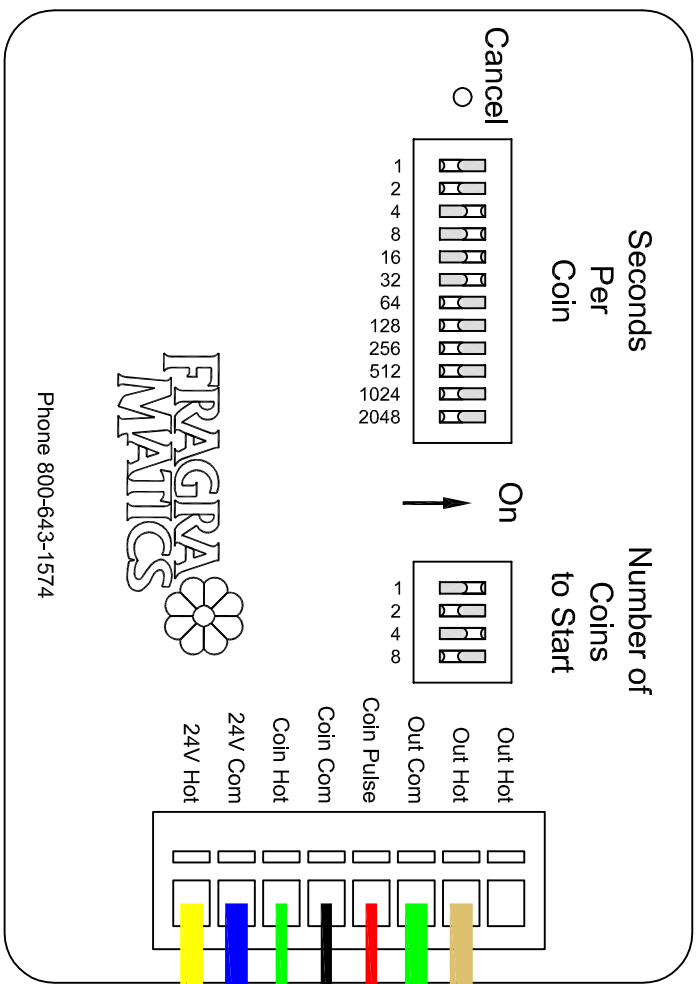 Cancel
Seconds
Per
Coin
1
2
4
8
16
32
64
128
256
512
1024
2048
On
Number of
Coins
to Start
1
2
4
8
FRAGRA
MATICS
Phone 800-643-1574
24V Hot
24V Com
Coin Hot
Coin Com
Coin Pulse
Out Com
Out Hot
Out Hot